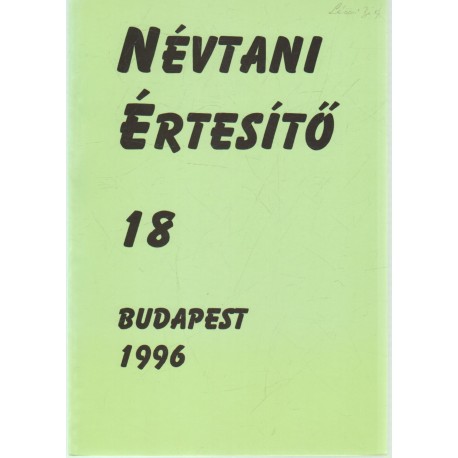 NÉVTANI
ÉRTESÍTŐ
18
BUDAPEST
1996